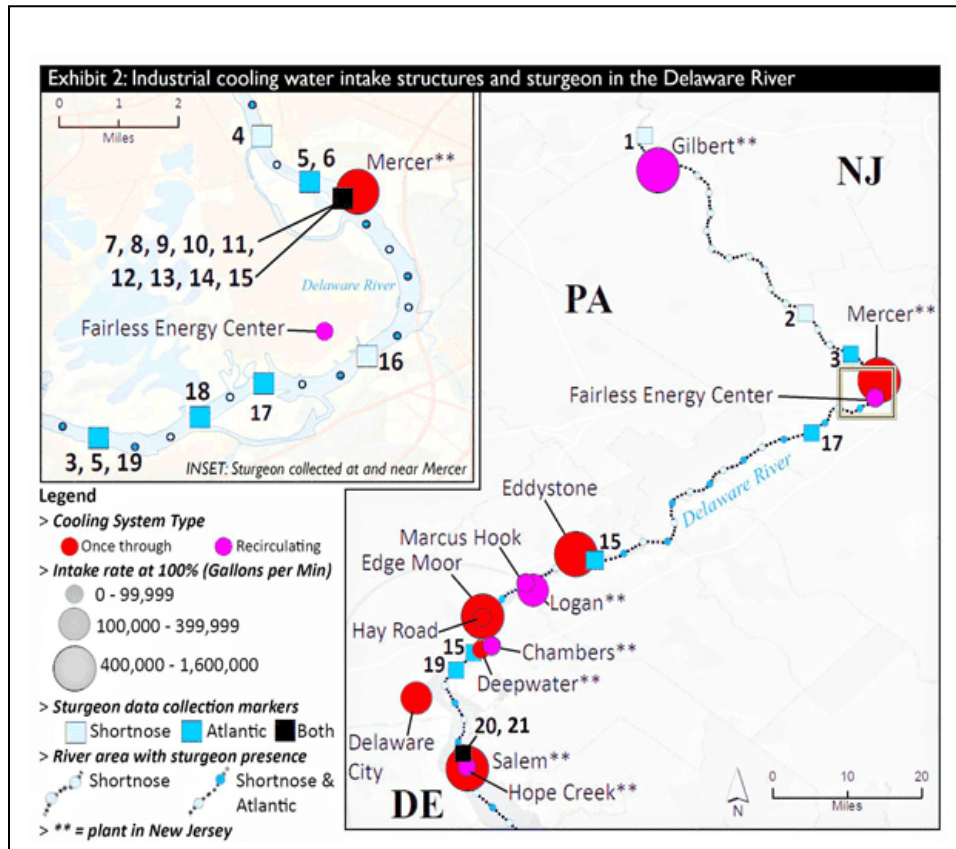 Exhibit 2: Industrial cooling water intake structures and sturgeon in the Delaware River
0 1 2
Miles
4
5, 6
Mercer**
7, 8, 9, 10, 11,
12, 13, 14, 15
Delaware River
Fairless Energy Center
16
18
17
3, 5, 19
INSET: Sturgeon collected at and near Mercer
1
Gilbert**
NJ
PA
2
Mercer**
3
Fairless Energy Center
17
Delaware River
Eddystone
15
Marcus Hook
Edge Moor
Logan**
Hay Road
15
Chambers**
19
Deepwater**
20, 21
Delaware
City
Salem**
Hope Creek**
DE
N
0 10 20
Miles
Legend
> Cooling System Type
Once through Recirculating
> Intake rate at 100% (Gallons per Min)
0 - 99,999
100,000 - 399,999
400,000 - 1,600,000
> Sturgeon data collection markers
Shortnose Atlantic Both
> River area with sturgeon presence
Shortnose Shortnose &
Atlantic
> ** = plant in New Jersey